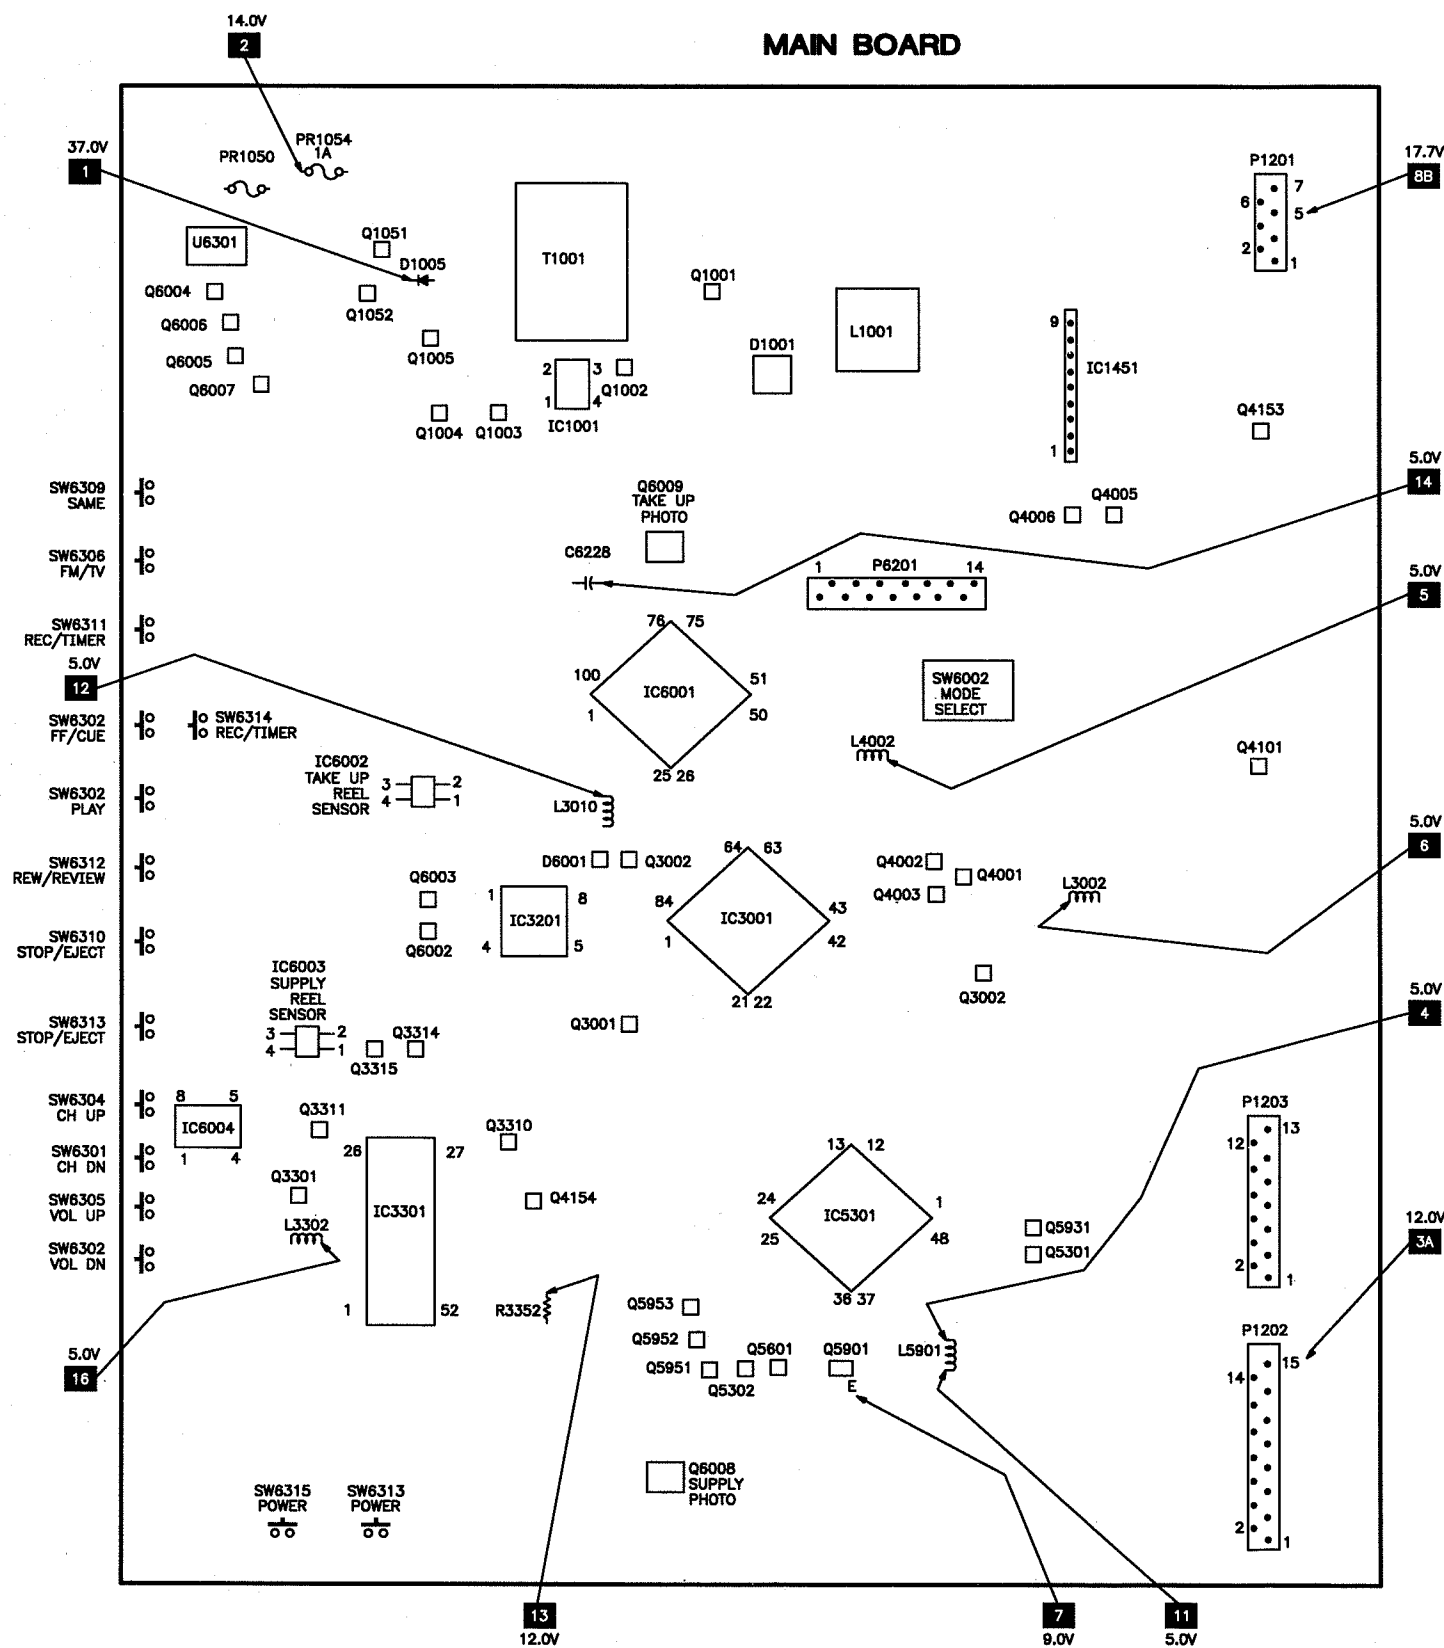 MAIN BOARD
14.0V
2
37.0V
1
PR1054
1A
PR1050
P1201
7
6
5
2
1
17.7V
8B
U6301
Q1051
D1005
T1001
Q1001
Q6004
Q1052
L1001
Q6006
9
D1001
Q6005
Q1005
2
3
IC1451
Q6007
Q1002
1
4
IC1001
Q1004
Q1003
1
Q4153
5.0V
14
SW6309
SAME
Q6009
TAKE UP
PHOTO
Q4005
Q4006
SW6306
FM/TV
C6228
1
P6201
14
5.0V
5
SW6311
REC/TIMER
76
75
5.0V
12
100
IC6001
51
1
50
25
26
SW6002
MODE
SELECT
SW6302
FF/CUE
SW6314
REC/TIMER
L4002
Q4101
IC6002
TAKE UP
REEL
SENSOR
3
2
4
1
L3010
SW6302
PLAY
5.0V
6
SW6312
REW/REVIEW
D6001
Q3002
64
63
Q4002
Q4001
Q4003
L3002
Q6003
1
8
IC3201
4
5
84
IC3001
43
1
42
21
22
Q6002
SW6310
STOP/EJECT
IC6003
SUPPLY
REEL
SENSOR
3
2
4
1
Q3002
5.0V
4
SW6313
STOP/EJECT
Q3314
Q3315
Q3001
SW6304
CH UP
8
5
IC6004
1
4
Q3311
26
27
Q3310
13
12
P1203
13
12
2
1
SW6301
CH DN
Q3301
SW6305
VOL UP
IC3301
Q4154
24
IC5301
1
25
48
36
37
Q5931
Q5301
L3302
SW6302
VOL DN
12.0V
3A
1
52
R3352
Q5953
Q5952
Q5951
Q5302
Q5601
Q5901
E
L5901
P1202
15
14
2
1
5.0V
16
Q6008
SUPPLY
PHOTO
SW6315
POWER
SW6313
POWER
13
12.0V
7
9.0V
11
5.0V